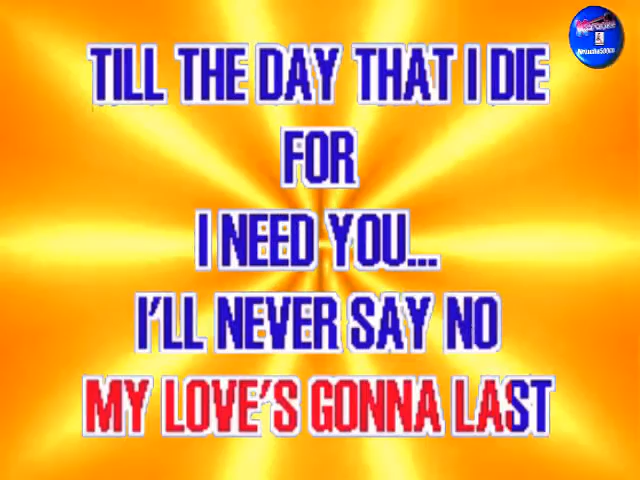 TILL THE DAY THAT I DIE
FOR
I NEED YOU...
I'LL NEVER SAY NO
MY LOVE'S GONNA LAST